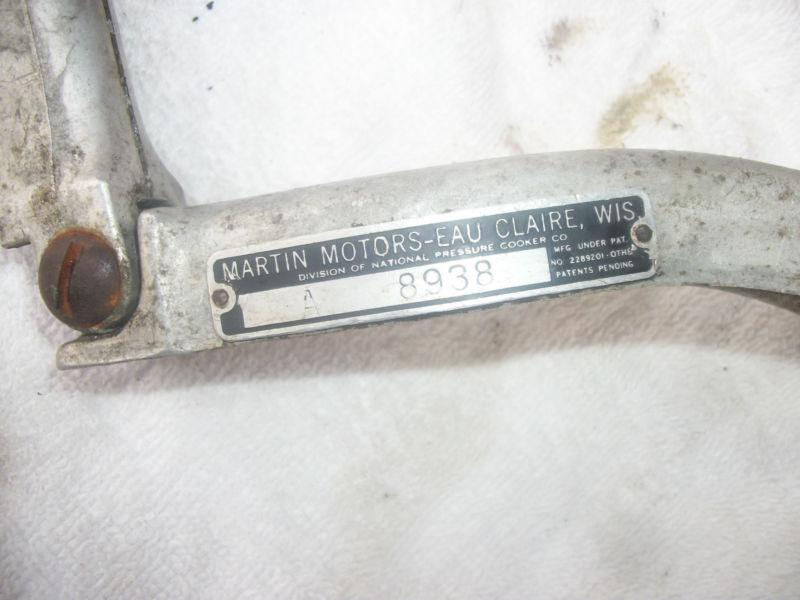 MARTIN MOTORS-EAU CLAIRE, WIS.
DIVISION OF NATIONAL PRESSURE COOKER CO
MFG UNDER PAT.
NO 2289201-OTHER
PATENTS PENDING
A 8938